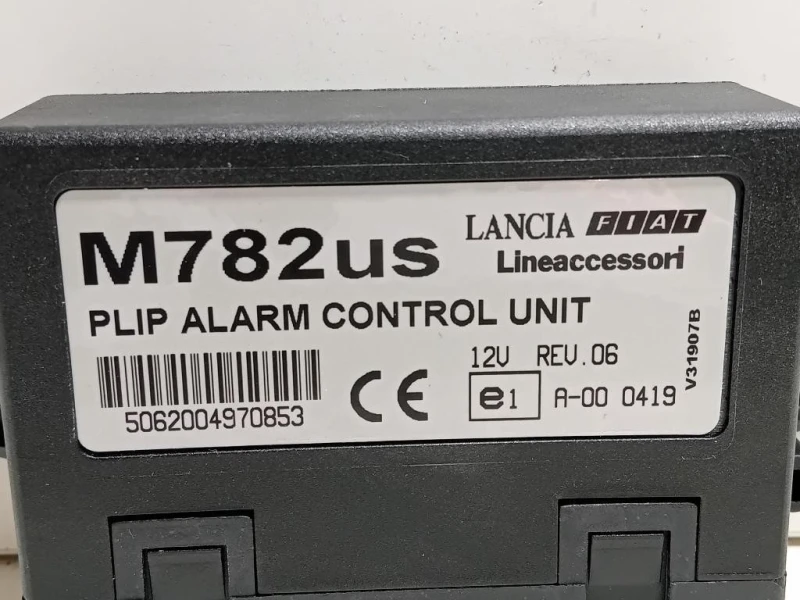 M782us
LANCIA FIAT
Lineaccessori
PLIP ALARM CONTROL UNIT
12V REV.06
5062004970853
CE
e1 A-00 0419
V31907B